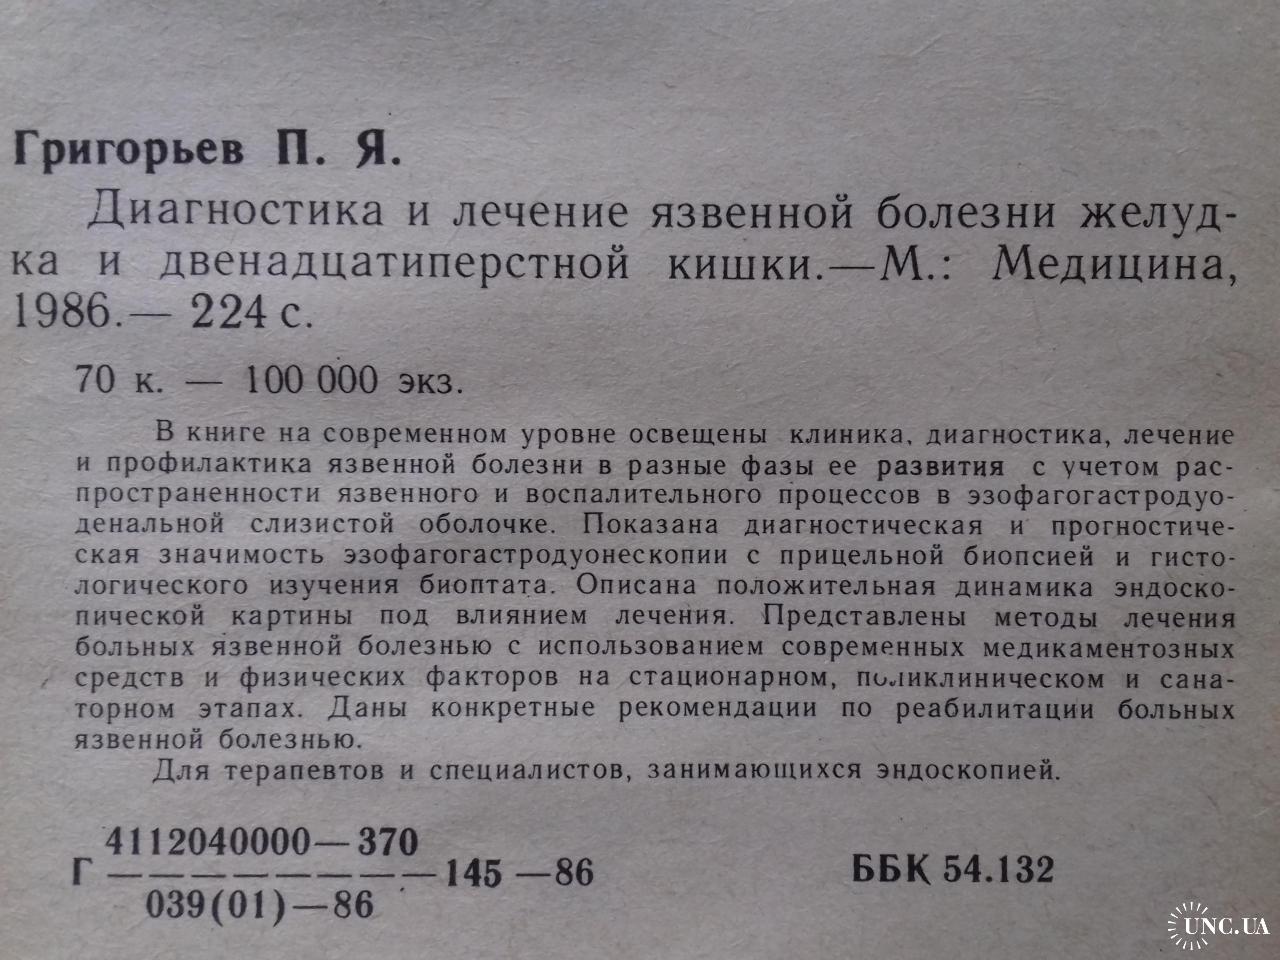 Григорьев П. Я.
Диагностика и лечение язвенной болезни желуд-
ка и двенадцатиперстной кишки.—М.: Медицина,
1986.— 224 с.
70 к. — 100 000 экз.
В книге на современном уровне освещены клиника, диагностика, лечение
и профилактика язвенной болезни в разные фазы ее развития с учетом рас-
пространенности язвенного и воспалительного процессов в эзофагогастродуо-
денальной слизистой оболочке. Показана диагностическая и прогностиче-
ская значимость эзофагогастродуонескопии с прицельной биопсией и гисто-
логического изучения биоптата. Описана положительная динамика эндоско-
пической картины под влиянием лечения. Представлены методы лечения
больных язвенной болезнью с использованием современных медикаментозных
средств и физических факторов на стационарном, поликлиническом и сана-
торном этапах. Даны конкретные рекомендации по реабилитации больных
язвенной болезнью.
Для терапевтов и специалистов, занимающихся эндоскопией.
4112040000—370
Г ————————145—86
039(01)—86
ББК 54.132
UNC.UA